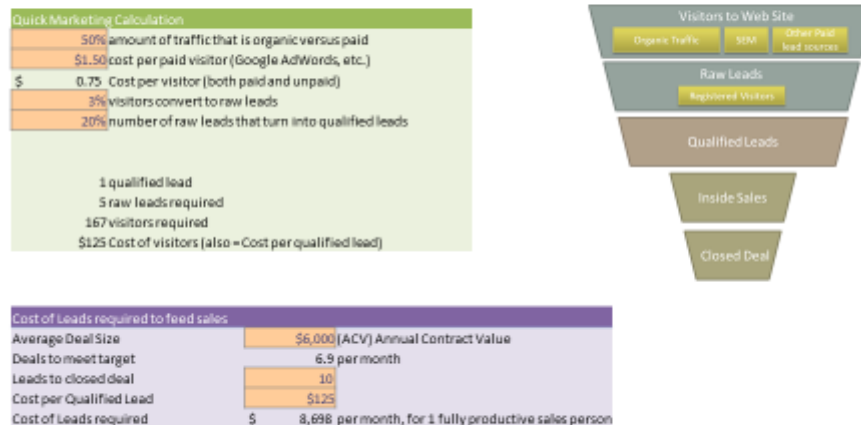 Quick Marketing Calculation
50% amount of traffic that is organic versus paid
$1.50 cost per paid visitor (Google AdWords, etc.)
$ 0.75 Cost per visitor (both paid and unpaid)
3% visitors convert to raw leads
20% number of raw leads that turn into qualified leads
1 qualified lead
5 raw leads required
167 visitors required
$125 Cost of visitors (also = Cost per qualified lead)
Visitors to Web Site
Organic Traffic
SEM
Other Paid
lead sources
Raw Leads
Registered Visitors
Qualified Leads
Inside Sales
Closed Deal
Cost of Leads required to feed sales
Average Deal Size $6,000 (ACV) Annual Contract Value
Deals to meet target 6.9 per month
Leads to closed deal 10
Cost per Qualified Lead $125
Cost of Leads required $ 8,698 per month, for 1 fully productive sales person